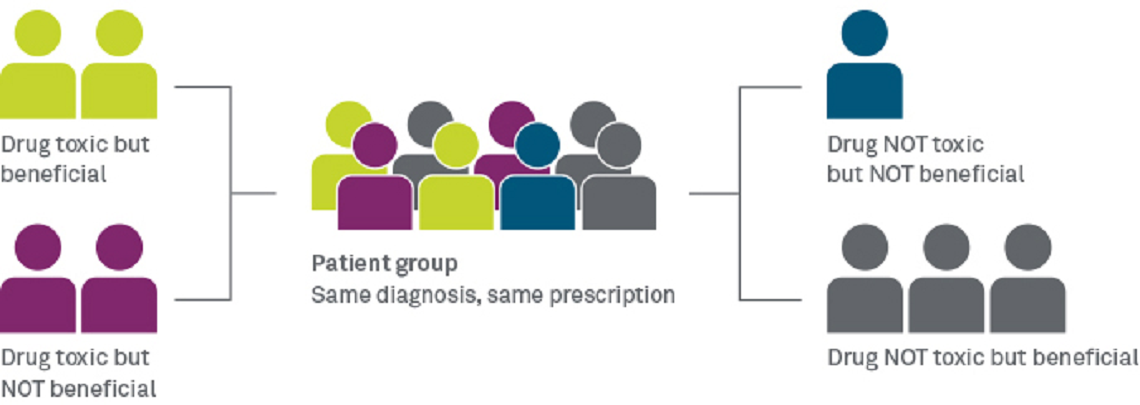 Drug toxic but
beneficial
Drug toxic but
NOT beneficial
Patient group
Same diagnosis, same prescription
Drug NOT toxic
but NOT beneficial
Drug NOT toxic but beneficial